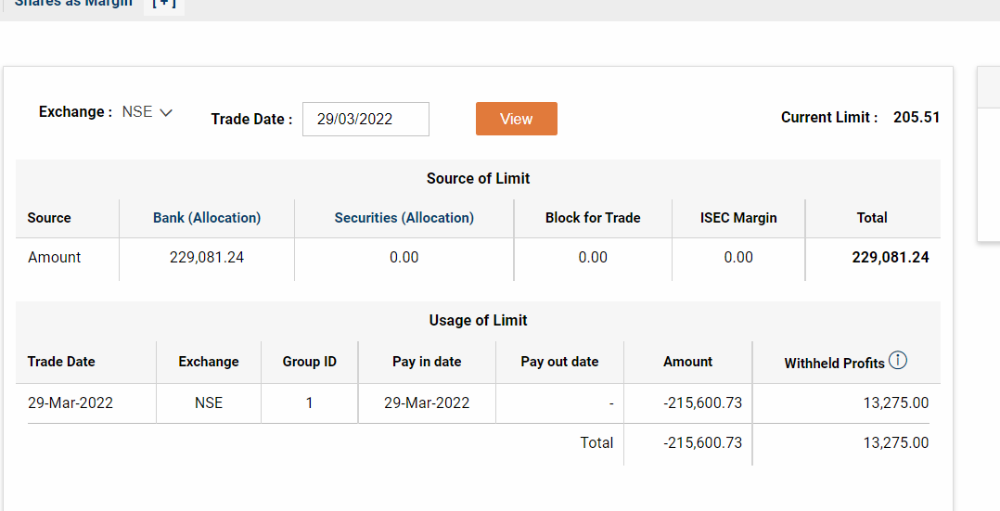 Shares as Margin [ + ]
Exchange : NSE
Trade Date : 29/03/2022 View Current Limit : 205.51
Source of Limit
Source Bank (Allocation) Securities (Allocation) Block for Trade ISEC Margin Total
Amount 229,081.24 0.00 0.00 0.00 229,081.24
Usage of Limit
Trade Date Exchange Group ID Pay in date Pay out date Amount Withheld Profits i
29-Mar-2022 NSE 1 29-Mar-2022 - -215,600.73 13,275.00
Total -215,600.73 13,275.00